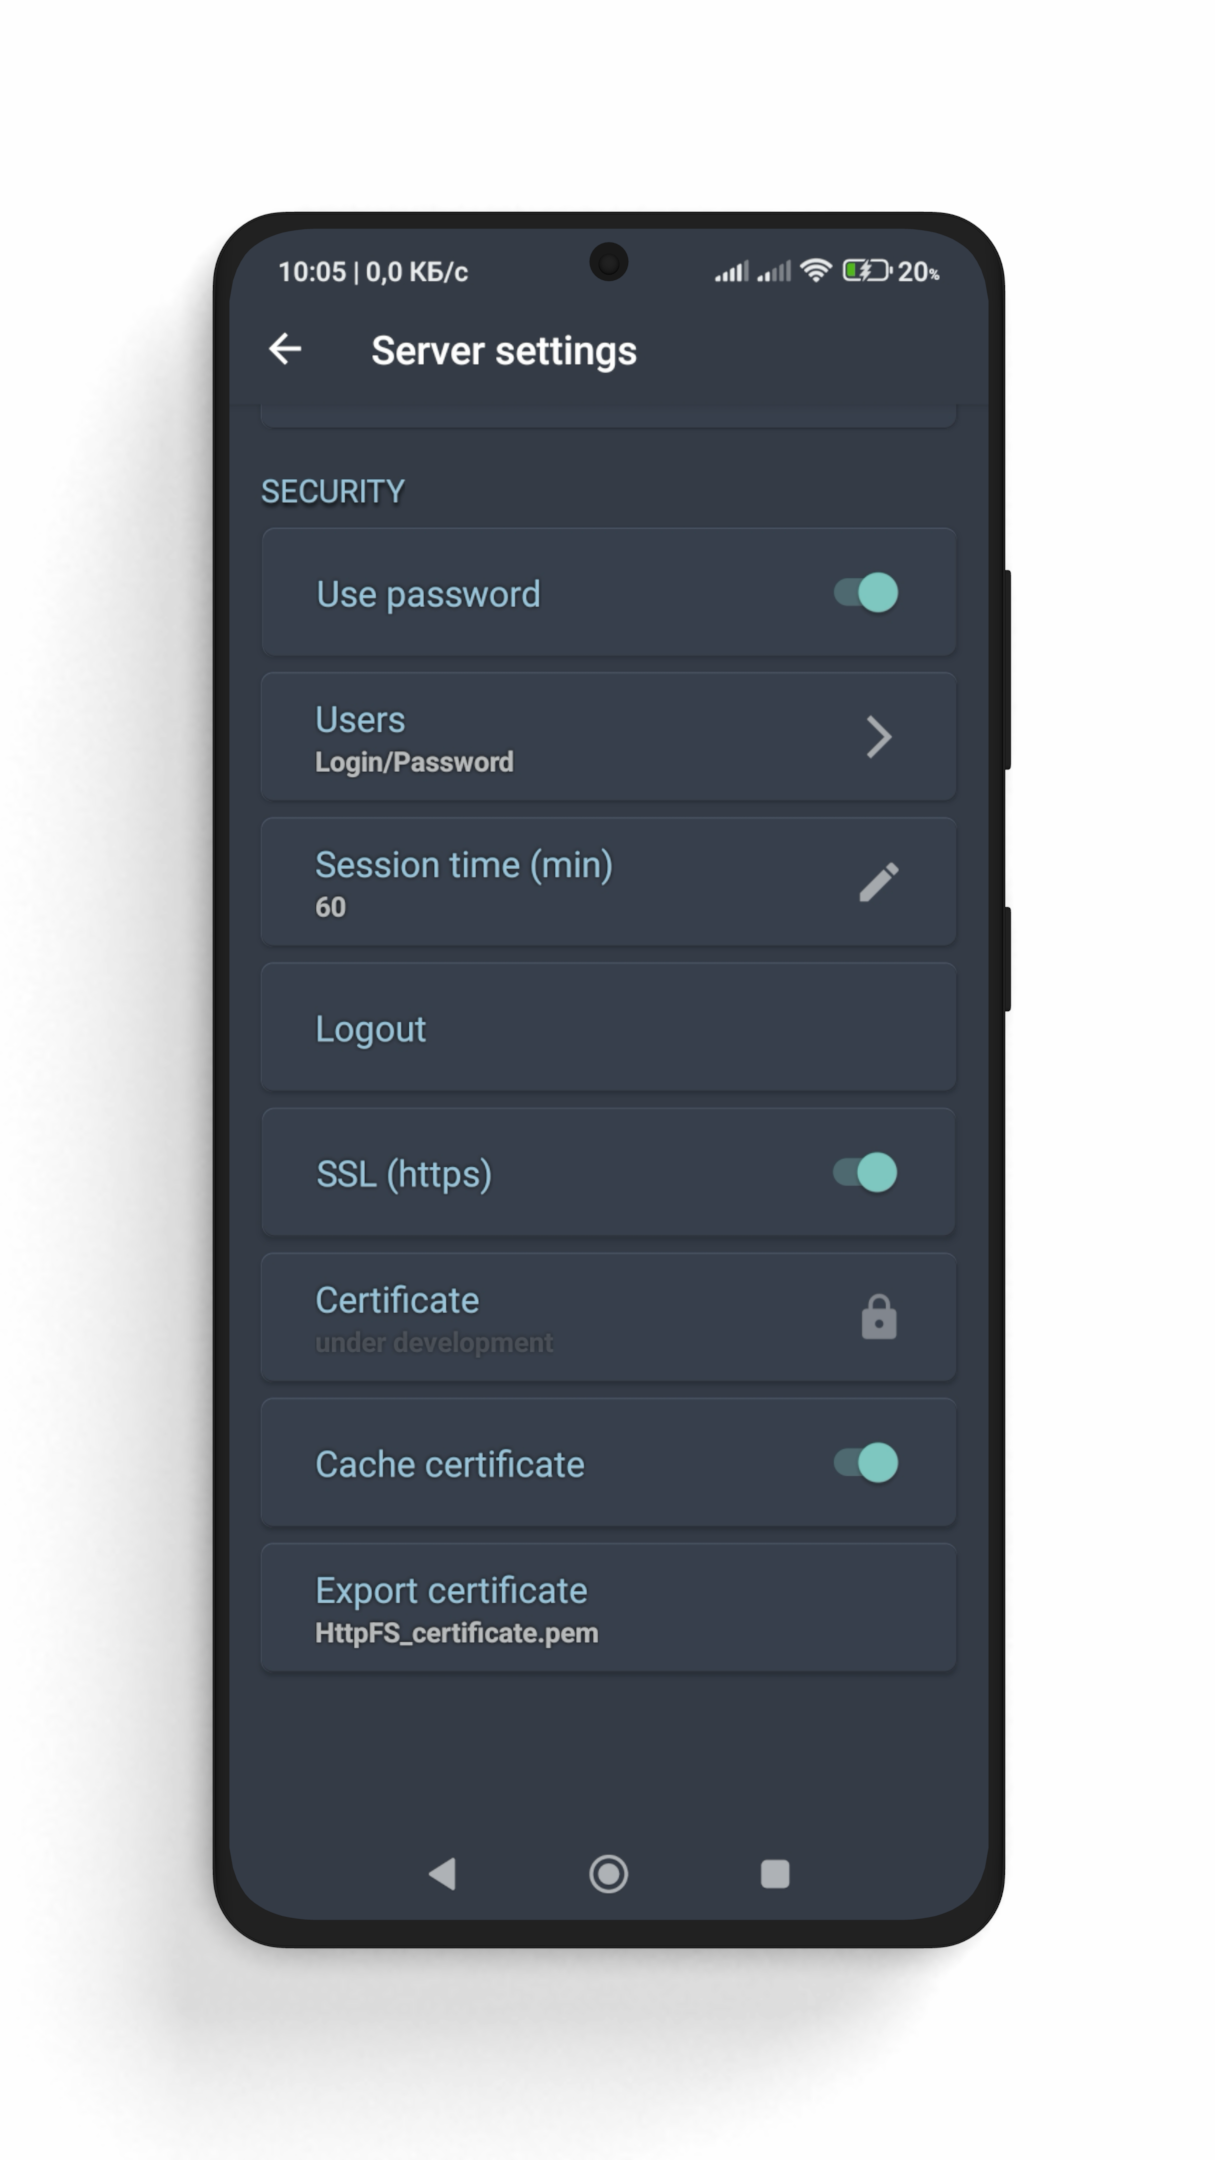 10:05 | 0,0 КБ/с 20%
Server settings
SECURITY
Use password
Users
Login/Password
Session time (min)
60
Logout
SSL (https)
Certificate
under development
Cache certificate
Export certificate
HttpFS_certificate.pem